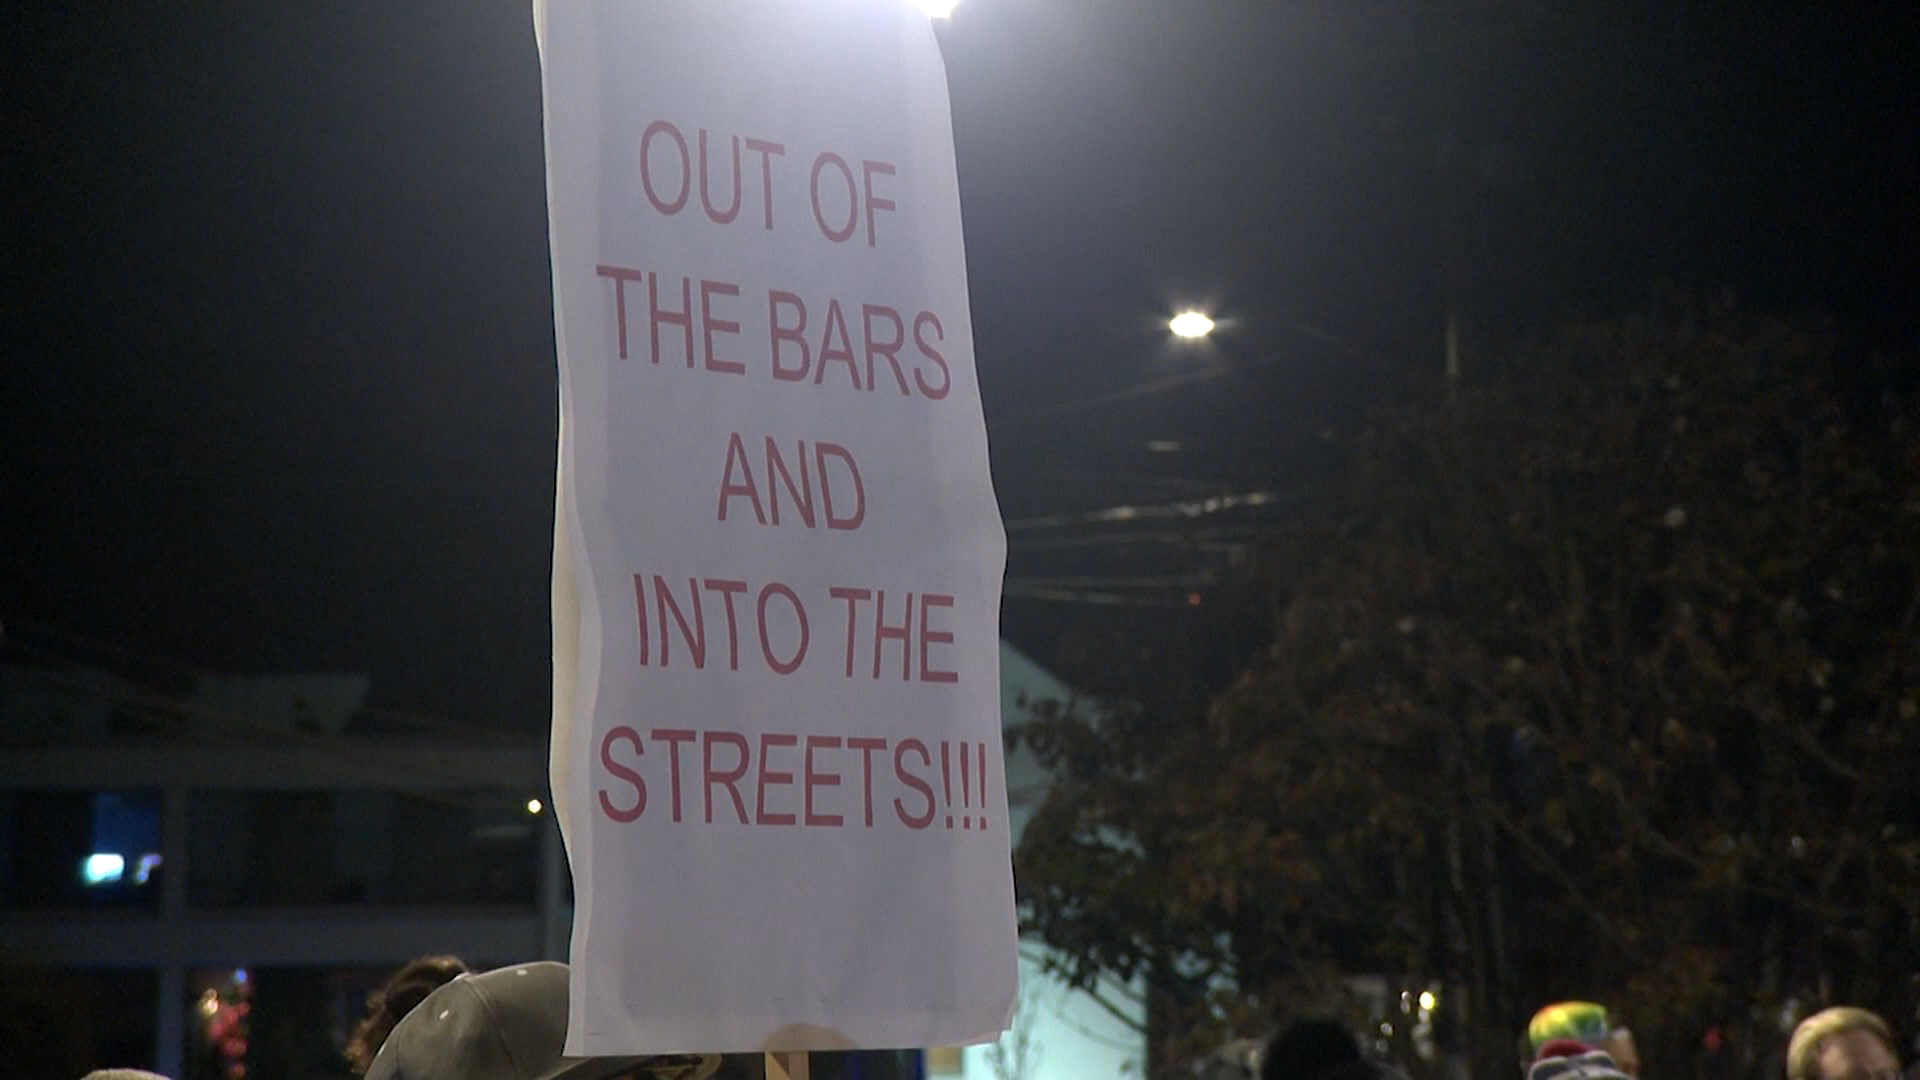 OUT OF
THE BARS
AND
INTO THE
STREETS!!!